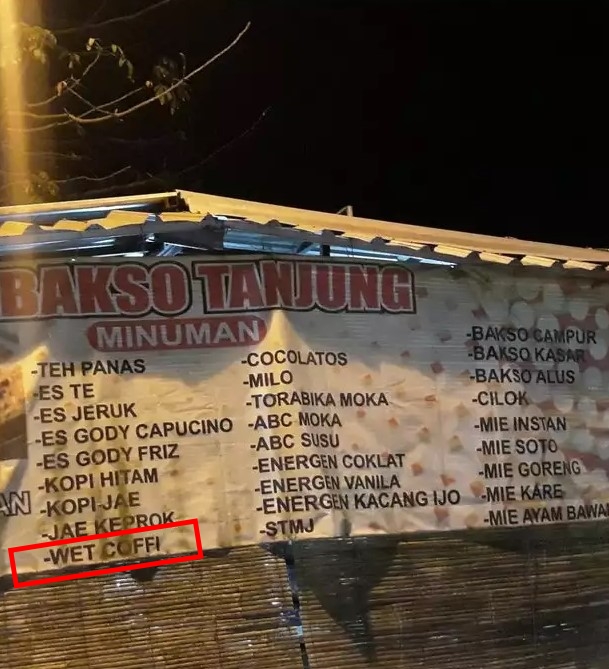 BAKSO TANJUNG
MINUMAN
-TEH PANAS
-ES TE
-ES JERUK
-ES GODY CAPUCINO
-ES GODY FRIZ
-KOPI HITAM
-KOPI JAE
-JAE KEPROK
-WET COFFI
-COCOLATOS
-MILO
-TORABIKA MOKA
-ABC MOKA
-ABC SUSU
-ENERGEN COKLAT
-ENERGEN VANILA
-ENERGEN KACANG IJO
-STMJ
-BAKSO CAMPUR
-BAKSO KASAR
-BAKSO ALUS
-CILOK
-MIE INSTAN
-MIE SOTO
-MIE GORENG
-MIE KARE
-MIE AYAM BAWA